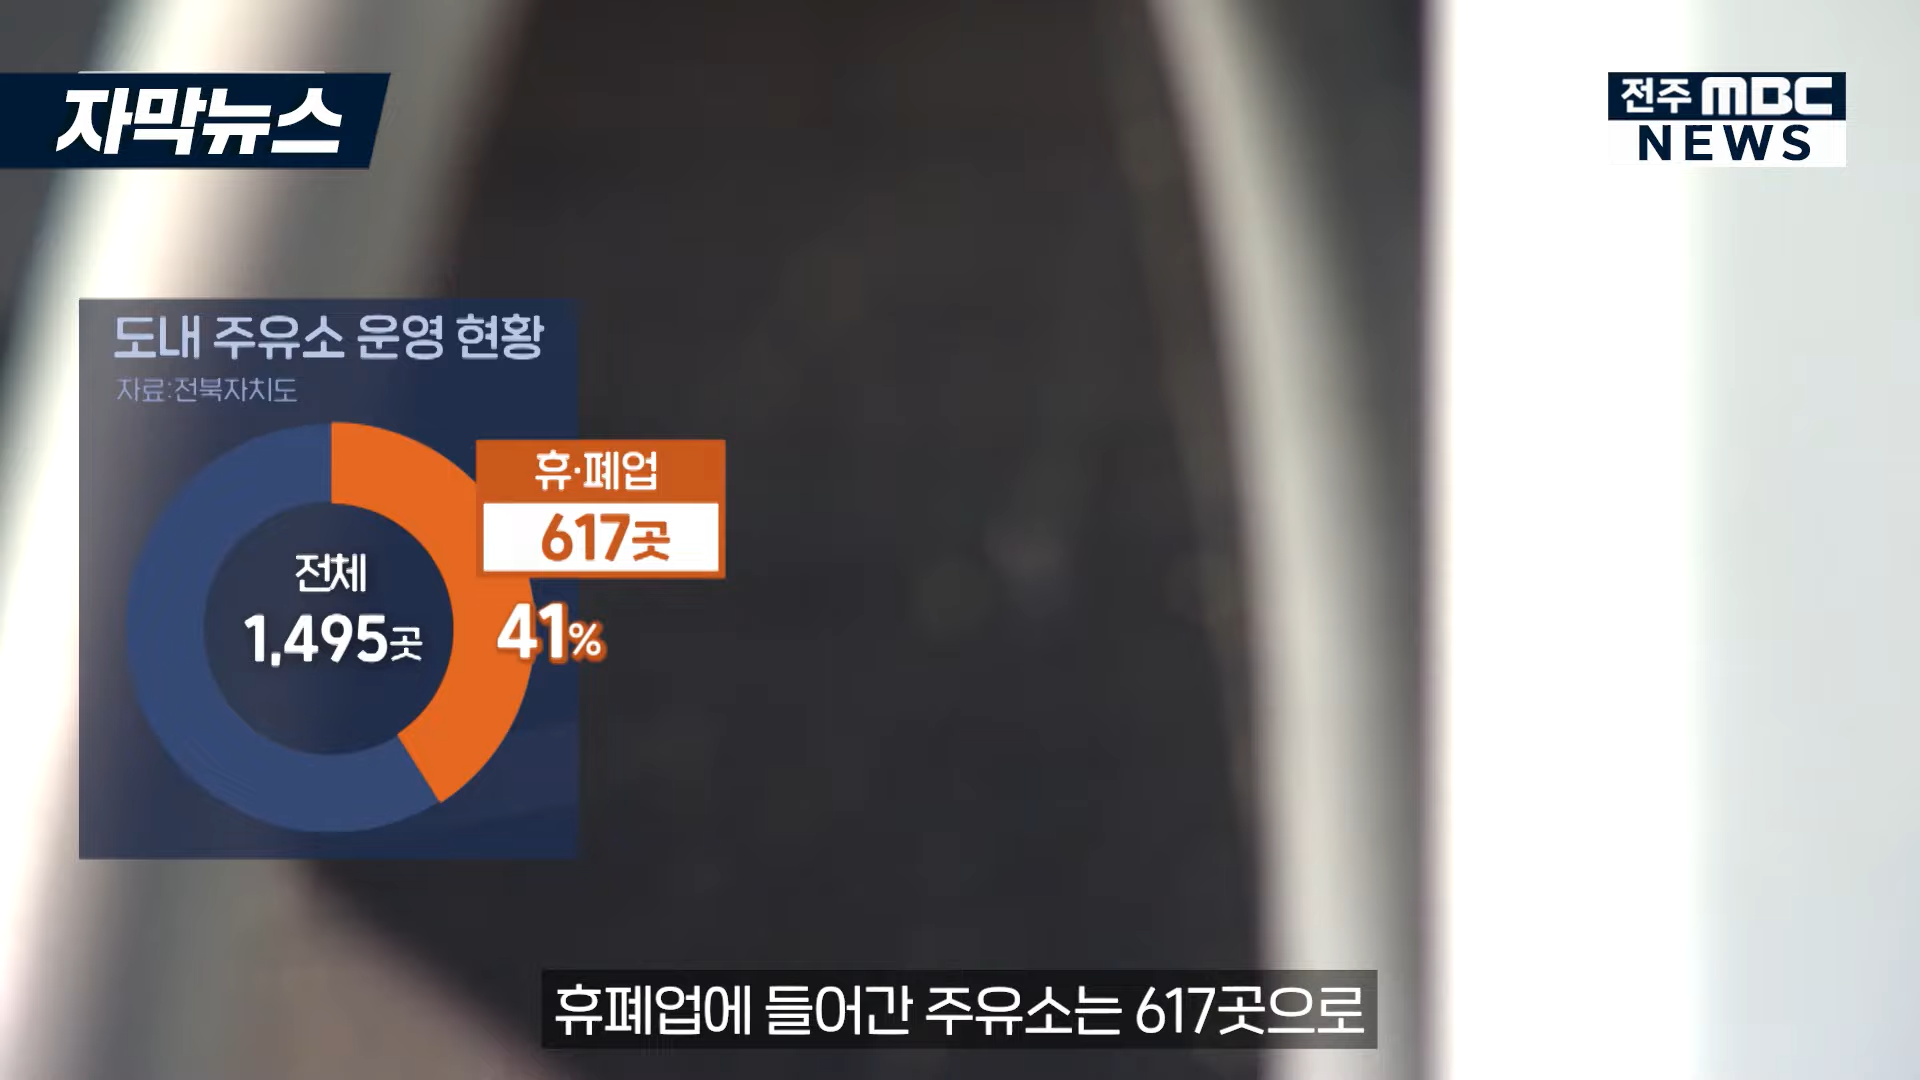 자막뉴스
전주 MBC
NEWS
도내 주유소 운영 현황
자료:전북자치도
휴·폐업
617곳
전체
1,495곳
41%
휴폐업에 들어간 주유소는 617곳으로